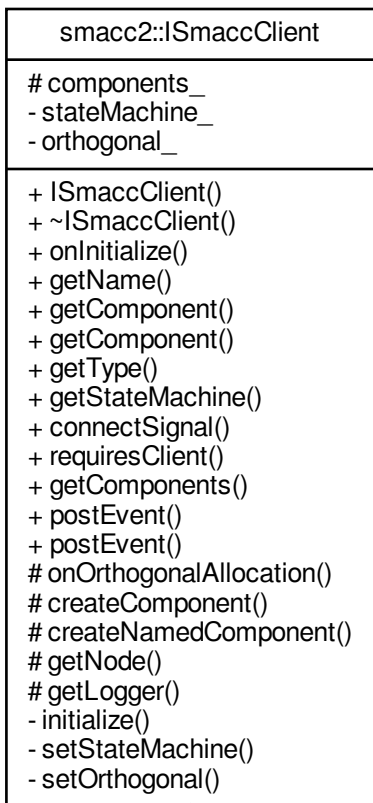 smacc2::ISmaccClient
# components_
- stateMachine_
- orthogonal_
+ ISmaccClient()
+ ~ISmaccClient()
+ onInitialize()
+ getName()
+ getComponent()
+ getComponent()
+ getType()
+ getStateMachine()
+ connectSignal()
+ requiresClient()
+ getComponents()
+ postEvent()
+ postEvent()
# onOrthogonalAllocation()
# createComponent()
# createNamedComponent()
# getNode()
# getLogger()
- initialize()
- setStateMachine()
- setOrthogonal()